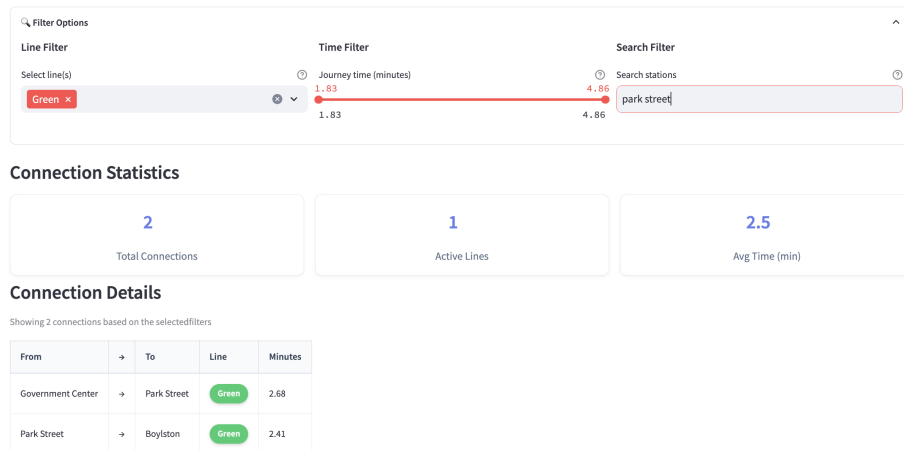 🔍 Filter Options
Line Filter
Time Filter
Search Filter
Select line(s)
Journey time (minutes)
Search stations
Green ×
1.83 4.86
1.83 4.86
park street
Connection Statistics
2
Total Connections
1
Active Lines
2.5
Avg Time (min)
Connection Details
Showing 2 connections based on the selectedfilters
From → To Line Minutes
Government Center → Park Street Green 2.68
Park Street → Boylston Green 2.41